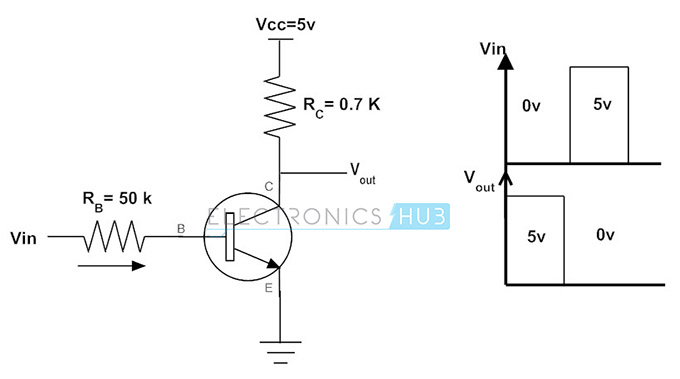 Vcc=5v
R_C= 0.7 K
V_out
C
R_B= 50 k
Vin
B
E
ELECTRONICS HUB
Vin
0v
5v
V_out
5v
0v